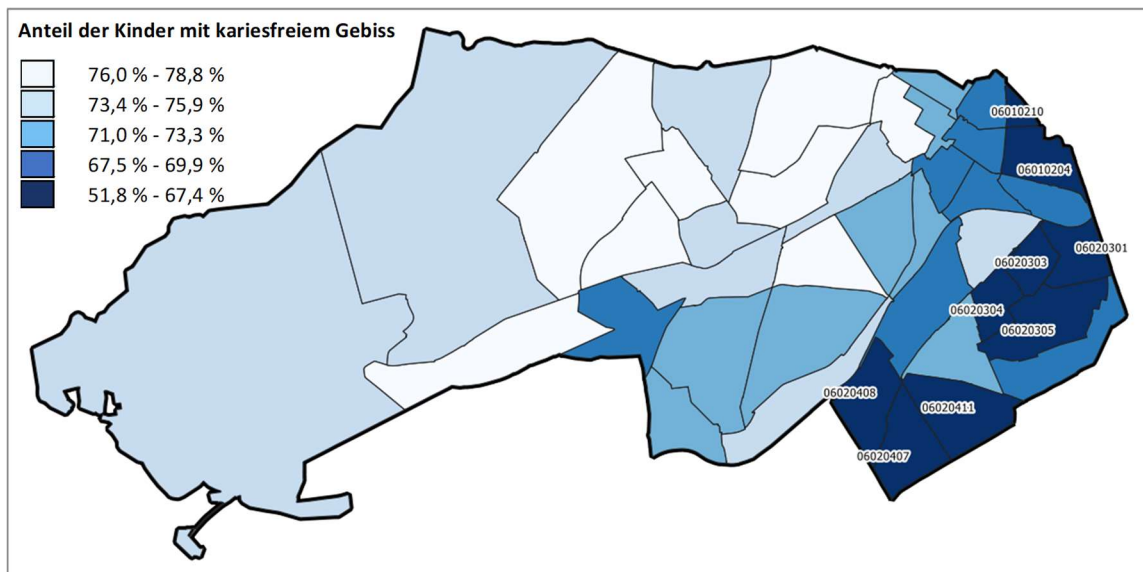 Anteil der Kinder mit kariesfreiem Gebiss
76,0 % - 78,8 %
73,4 % - 75,9 %
71,0 % - 73,3 %
67,5 % - 69,9 %
51,8 % - 67,4 %
06010210
06010204
06020301
06020303
06020304
06020305
06020408
06020411
06020407